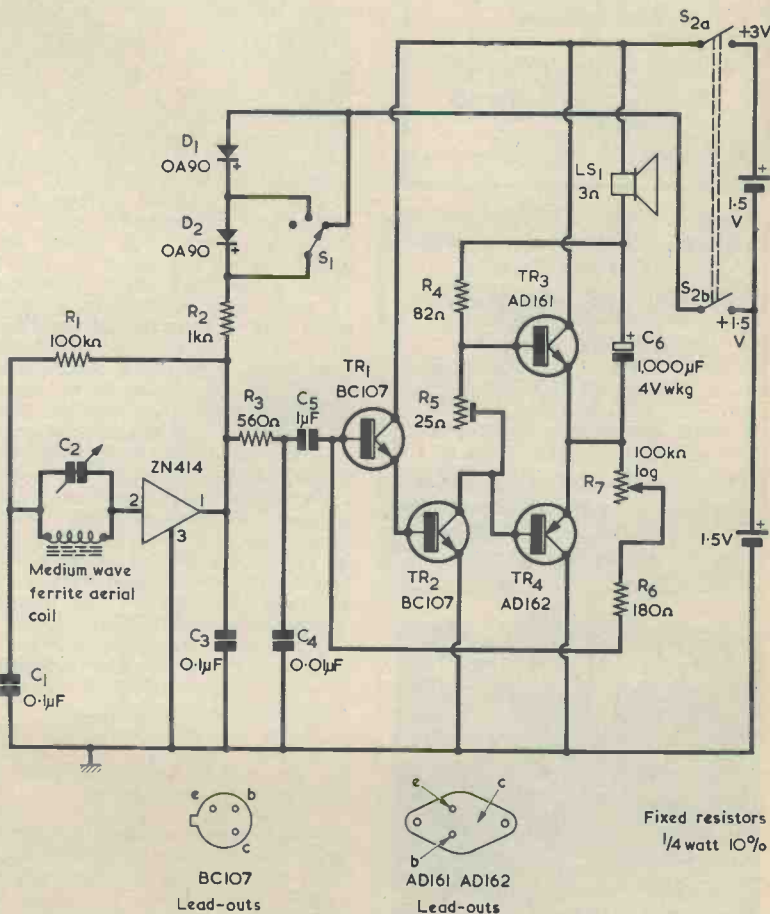 S2a
+3V
D1
OA90
+
D2
OA90
+
S1
LS1
3Ω
+
1·5
V
S2b
+1·5
V
R4
82Ω
TR3
AD161
R2
1kΩ
R1
100kΩ
+
C6
1,000µF
4V wkg
TR1
BC107
R5
25Ω
R3
560Ω
C5
1µF
C2
ZN414
2
1
3
100kΩ
log
R7
+
1·5V
Medium wave
ferrite aerial
coil
TR2
BC107
TR4
AD162
R6
180Ω
C3
0·1µF
C4
0·01µF
C1
0·1µF
e
b
c
e
c
b
BC107
Lead-outs
AD161 AD162
Lead-outs
Fixed resistors
1/4 watt 10%